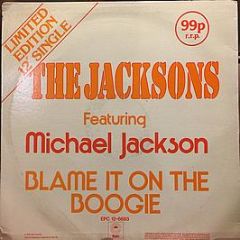 LIMITED
EDITION
12" SINGLE
99p
r.r.p.
THE JACKSONS
Featuring
Michael Jackson
BLAME IT ON THE
BOOGIE
EPC 12-6683